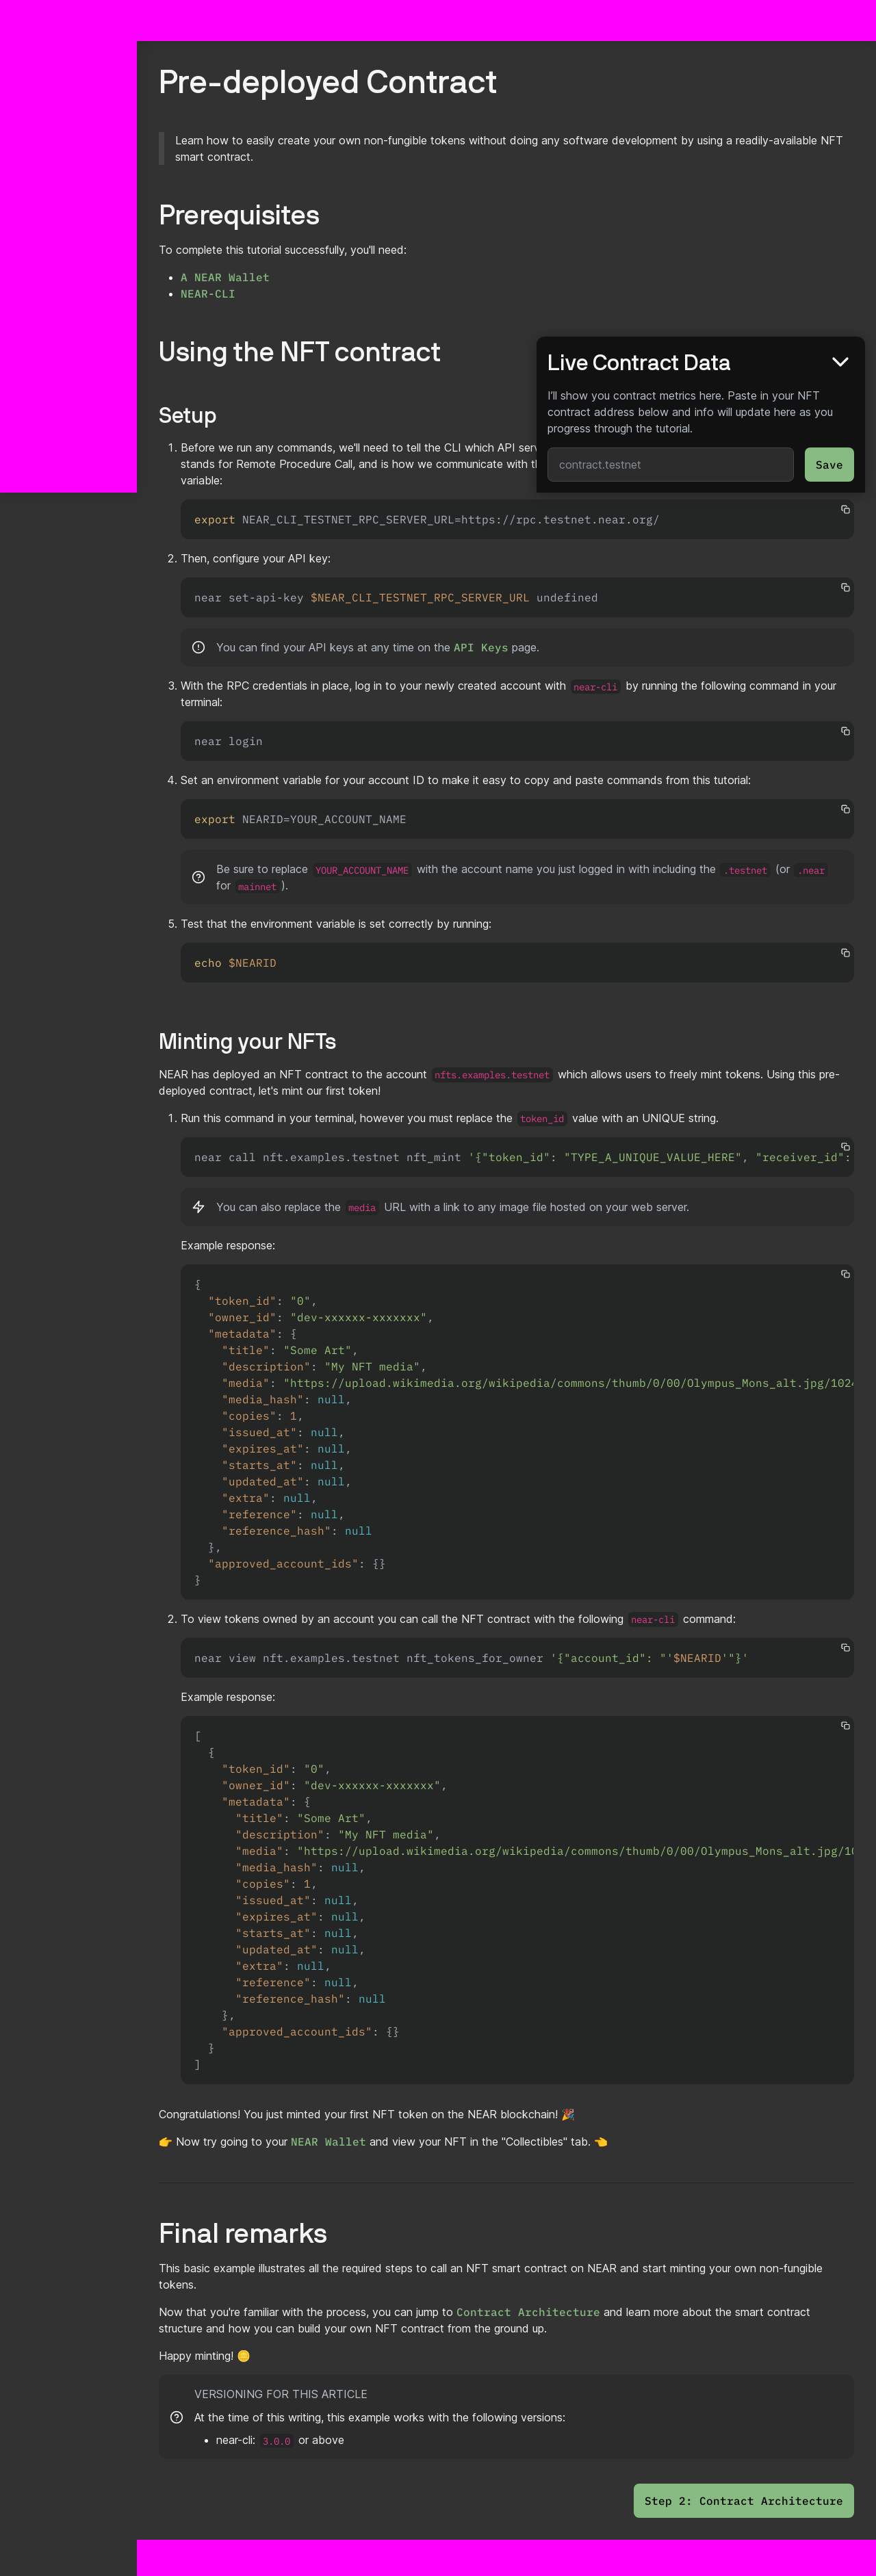 Pre-deployed Contract
Learn how to easily create your own non-fungible tokens without doing any software development by using a readily-available NFT
smart contract.
Prerequisites
To complete this tutorial successfully, you'll need:
• A NEAR Wallet
• NEAR-CLI
Using the NFT contract
Live Contract Data
I'll show you contract metrics here. Paste in your NFT
contract address below and info will update here as you
progress through the tutorial.
contract.testnet
Save
Setup
1. Before we run any commands, we'll need to tell the CLI which API
stands for Remote Procedure Call, and is how we communicate with
variable:
export NEAR_CLI_TESTNET_RPC_SERVER_URL=https://rpc.testnet.near.org/
2. Then, configure your API key:
near set-api-key $NEAR_CLI_TESTNET_RPC_SERVER_URL undefined
You can find your API keys at any time on the API Keys page.
3. With the RPC credentials in place, log in to your newly created account with near-cli by running the following command in your
terminal:
near login
4. Set an environment variable for your account ID to make it easy to copy and paste commands from this tutorial:
export NEARID=YOUR_ACCOUNT_NAME
Be sure to replace YOUR_ACCOUNT_NAME with the account name you just logged in with including the .testnet (or .near
for mainnet ).
5. Test that the environment variable is set correctly by running:
echo $NEARID
Minting your NFTs
NEAR has deployed an NFT contract to the account nfts.examples.testnet which allows users to freely mint tokens. Using this pre-
deployed contract, let's mint our first token!
1. Run this command in your terminal, however you must replace the token_id value with an UNIQUE string.
near call nft.examples.testnet nft_mint '{"token_id": "TYPE_A_UNIQUE_VALUE_HERE", "receiver_id":
You can also replace the media URL with a link to any image file hosted on your web server.
Example response:
{
"token_id": "0",
"owner_id": "dev-xxxxxx-xxxxxxx",
"metadata": {
"title": "Some Art",
"description": "My NFT media",
"media": "https://upload.wikimedia.org/wikipedia/commons/thumb/0/00/Olympus_Mons_alt.jpg/1024
"media_hash": null,
"copies": 1,
"issued_at": null,
"expires_at": null,
"starts_at": null,
"updated_at": null,
"extra": null,
"reference": null,
"reference_hash": null
},
"approved_account_ids": {}
}
2. To view tokens owned by an account you can call the NFT contract with the following near-cli command:
near view nft.examples.testnet nft_tokens_for_owner '{"account_id": "'$NEARID'"}'
Example response:
[
{
"token_id": "0",
"owner_id": "dev-xxxxxx-xxxxxxx",
"metadata": {
"title": "Some Art",
"description": "My NFT media",
"media": "https://upload.wikimedia.org/wikipedia/commons/thumb/0/00/Olympus_Mons_alt.jpg/10
"media_hash": null,
"copies": 1,
"issued_at": null,
"expires_at": null,
"starts_at": null,
"updated_at": null,
"extra": null,
"reference": null,
"reference_hash": null
},
"approved_account_ids": {}
}
]
Congratulations! You just minted your first NFT token on the NEAR blockchain! 🎉
👉 Now try going to your NEAR Wallet and view your NFT in the "Collectibles" tab. 👈
Final remarks
This basic example illustrates all the required steps to call an NFT smart contract on NEAR and start minting your own non-fungible
tokens.
Now that you're familiar with the process, you can jump to Contract Architecture and learn more about the smart contract
structure and how you can build your own NFT contract from the ground up.
Happy minting! 🪙
VERSIONING FOR THIS ARTICLE
At the time of this writing, this example works with the following versions:
• near-cli: 3.0.0 or above
Step 2: Contract Architecture